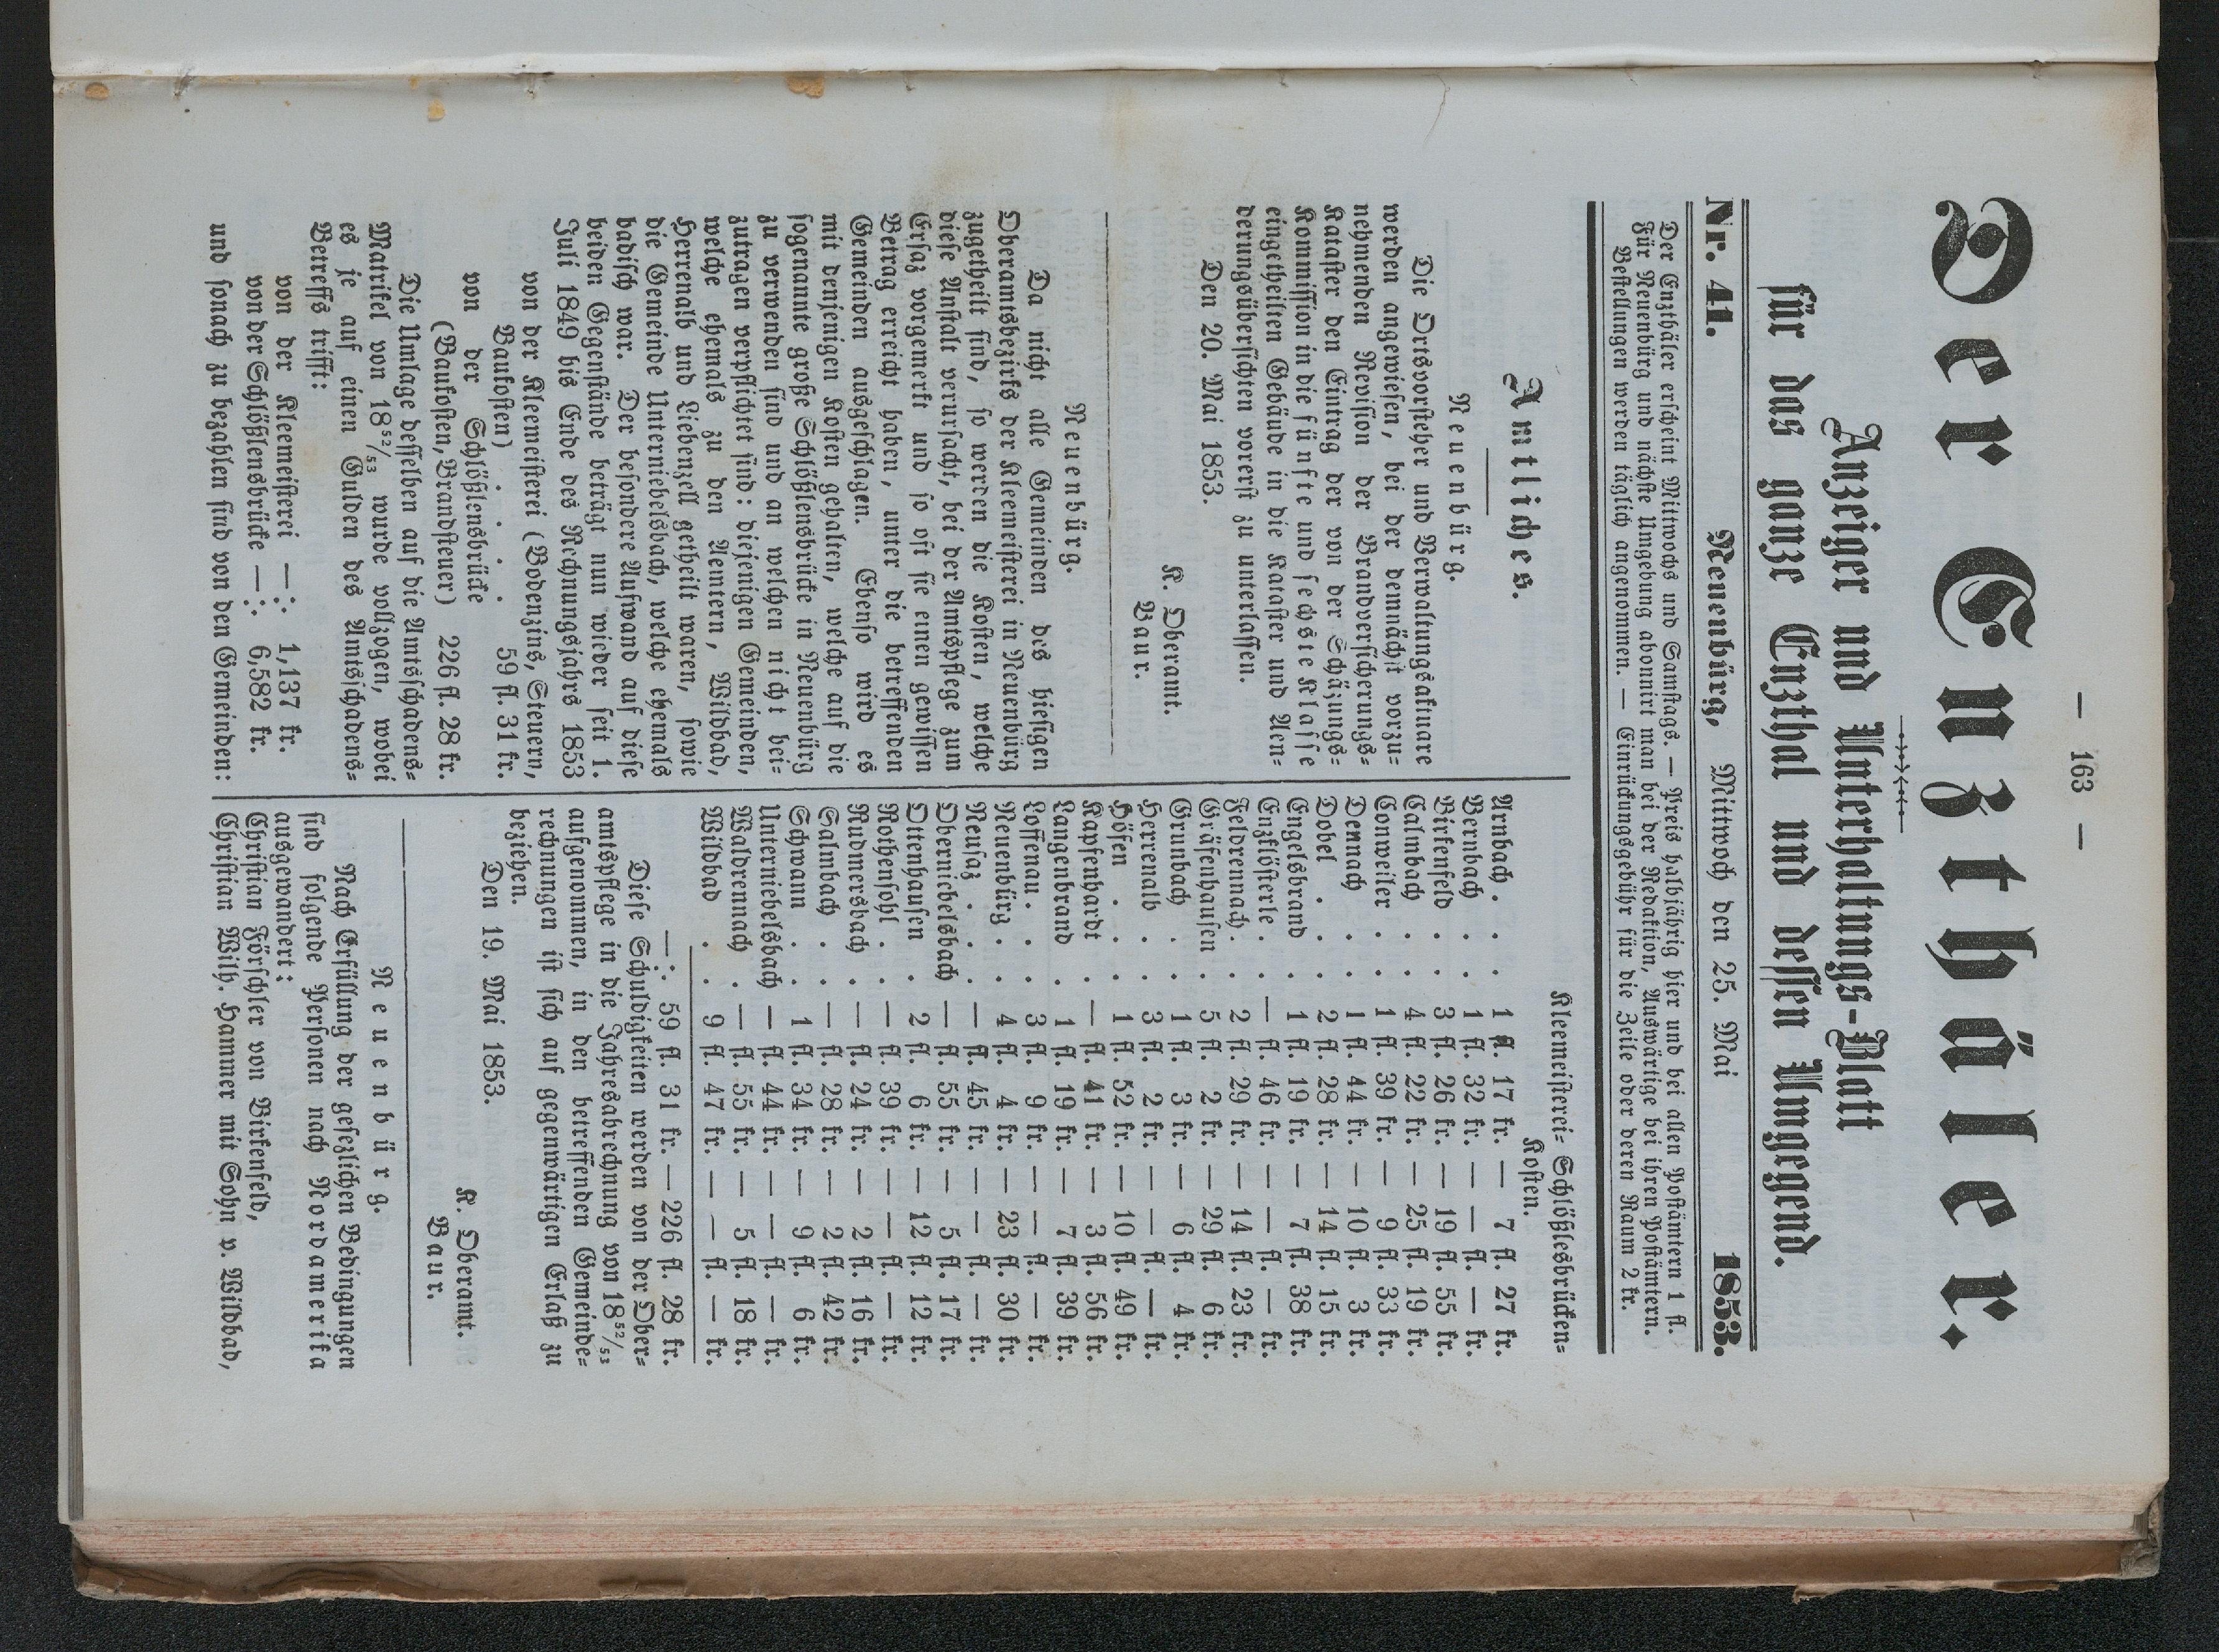 — 163 —
Der Enzthäler.
Anzeiger und Unterhaltungs-Blatt
für das ganze Enzthal und dessen Umgegend.
Nr. 41. Neuenbürg, Mittwoch den 25. Mai 1853.
Der Enzthäler erscheint Mittwochs und Samstags. — Preis halbjährig hier und bei allen Postämtern 1 fl.
Für Neuenbürg und nächste Umgebung abonnirt man bei der Redaktion, Auswärtige bei ihren Postämtern.
Bestellungen werden täglich angenommen. — Einrückungsgebühr für die Zeile oder deren Raum 2 kr.
Amtliches.
Neuenbürg.
Die Ortsvorsteher und Verwaltungsaktuare
werden angewiesen, bei der demnächst vorzu-
nehmenden Revision der Brandversicherungs-
Kataster den Eintrag der von der Schäzungs-
Kommission in die fünfte und sechste Klasse
eingetheilten Gebäude in die Kataster und Aen-
derungsübersichten vorerst zu unterlassen.
Den 20. Mai 1853.
K. Oberamt.
Baur.
Neuenbürg.
Da nicht alle Gemeinden des hiesigen
Oberamtsbezirks der Kleemeisterei in Neuenbürg
zugetheilt sind, so werden die Kosten, welche
diese Anstalt verursacht, bei der Amtspflege zum
Ersaz vorgemerkt und so oft sie einen gewissen
Betrag erreicht haben, unter die betreffenden
Gemeinden ausgeschlagen. Ebenso wird es
mit denjenigen Kosten gehalten, welche auf die
sogenannte große Schlößlensbrücke in Neuenbürg
zu verwenden sind und an welchen nicht bei-
zutragen verpflichtet sind: diejenigen Gemeinden,
welche ehemals zu den Aemtern, Wildbad,
Herrenalb und Liebenzell getheilt waren, sowie
die Gemeinde Unterniebelsbach, welche ehemals
badisch war. Der besondere Aufwand auf diese
beiden Gegenstände beträgt nun wieder seit 1.
Juli 1849 bis Ende des Rechnungsjahrs 1853
von der Kleemeisterei (Bodenzins, Steuern,
Baukosten) . . . . 59 fl. 31 kr.
von der Schlößlensbrücke
(Baukosten, Brandsteuer) 226 fl. 28 kr.
Die Umlage desselben auf die Amtsschadens-
Matrikel von 18⁵²/₅₃ wurde vollzogen, wobei
es je auf einen Gulden des Amtsschadens-
Betreffs trifft:
von der Kleemeisterei —: 1,137 kr.
von der Schlößlensbrücke —: 6,582 kr.
und sonach zu bezahlen sind von den Gemeinden:
Kleemeisterei- Schlößlesbrücken-
Kosten.
Arnbach . . . 1 fl. 17 kr. — 7 fl. 27 kr.
Bernbach . . 1 fl. 32 kr. — — fl. — kr.
Birkenfeld . . 3 fl. 26 kr. — 19 fl. 55 kr.
Calmbach . . 4 fl. 22 kr. — 25 fl. 19 kr.
Conweiler . . 1 fl. 39 kr. — 9 fl. 33 kr.
Dennach . . 1 fl. 44 kr. — 10 fl. 3 kr.
Dobel . . . 2 fl. 28 kr. — 14 fl. 15 kr.
Engelsbrand . 1 fl. 19 kr. — 7 fl. 38 kr.
Enzklösterle . . — fl. 46 kr. — — fl. — kr.
Feldrennach . . 2 fl. 29 kr. — 14 fl. 23 kr.
Gräfenhausen . 5 fl. 2 kr. — 29 fl. 6 kr.
Grunbach . . 1 fl. 3 kr. — 6 fl. 4 kr.
Herrenalb . . 3 fl. 2 kr. — — fl. — kr.
Höfen . . . 1 fl. 52 kr. — 10 fl. 49 kr.
Kapfenhardt . — fl. 41 kr. — 3 fl. 56 kr.
Langenbrand . 1 fl. 19 kr. — 7 fl. 39 kr.
Loffenau . . . 3 fl. 9 kr. — — fl. — kr.
Neuenbürg . . 4 fl. 4 kr. — 23 fl. 30 kr.
Neusaz . . . — fl. 45 kr. — — fl. — kr.
Oberniebelsbach — fl. 55 kr. — 5 fl. 17 kr.
Ottenhausen . 2 fl. 6 kr. — 12 fl. 12 kr.
Rothensohl . . — fl. 39 kr. — — fl. — kr.
Rudmersbach . — fl. 24 kr. — 2 fl. 16 kr.
Salmbach . . — fl. 28 kr. — 2 fl. 42 kr.
Schwann . . 1 fl. 34 kr. — 9 fl. 6 kr.
Unterniebelsbach — fl. 44 kr. — — fl. — kr.
Waldrennach . — fl. 55 kr. — 5 fl. 18 kr.
Wildbad . . 9 fl. 47 kr. — — fl. — kr.
—: 59 fl. 31 kr. — 226 fl. 28 kr.
Diese Schuldigkeiten werden von der Ober-
amtspflege in die Jahresabrechnung von 18⁵²/₅₃
aufgenommen, in den betreffenden Gemeinde-
rechnungen ist sich auf gegenwärtigen Erlaß zu
beziehen.
Den 19. Mai 1853.
K. Oberamt.
Baur.
Neuenbürg.
Nach Erfüllung der gesezlichen Bedingungen
sind folgende Personen nach Nordamerika
ausgewandert:
Christian Förschler von Birkenfeld,
Christian Wilh. Hammer mit Sohn v. Wildbad,